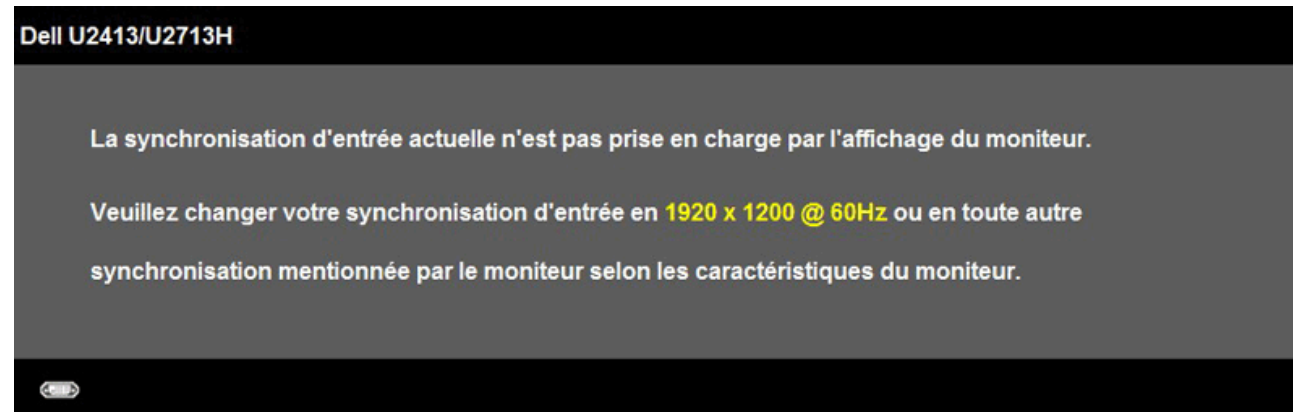 Dell U2413/U2713H
La synchronisation d'entrée actuelle n'est pas prise en charge par l'affichage du moniteur.
Veuillez changer votre synchronisation d'entrée en 1920 x 1200 @ 60Hz ou en toute autre
synchronisation mentionnée par le moniteur selon les caractéristiques du moniteur.